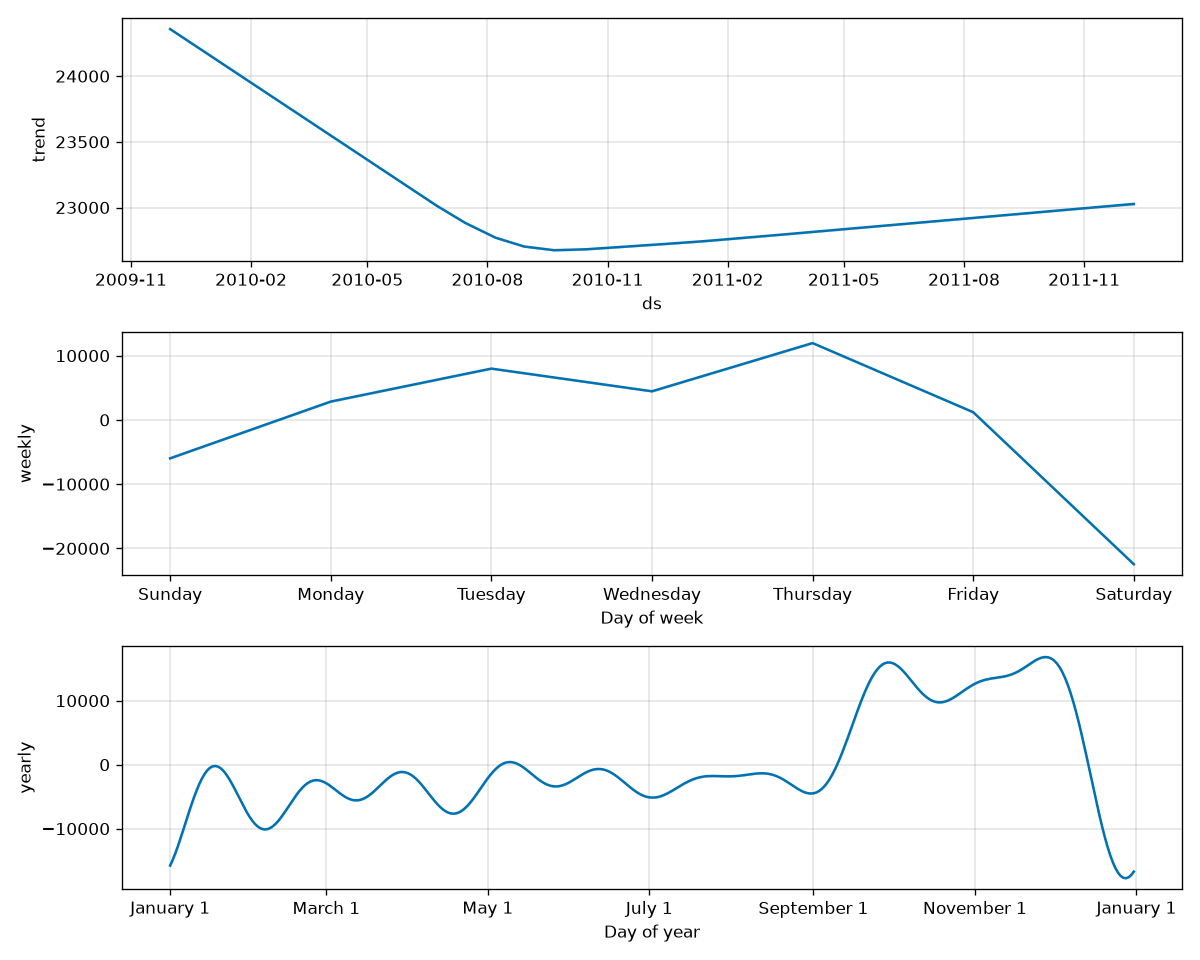 24000
23500
23000
trend
2009-11 2010-02 2010-05 2010-08 2010-11 2011-02 2011-05 2011-08 2011-11
ds
10000
0
−10000
−20000
weekly
Sunday Monday Tuesday Wednesday Thursday Friday Saturday
Day of week
10000
0
−10000
yearly
January 1 March 1 May 1 July 1 September 1 November 1 January 1
Day of year